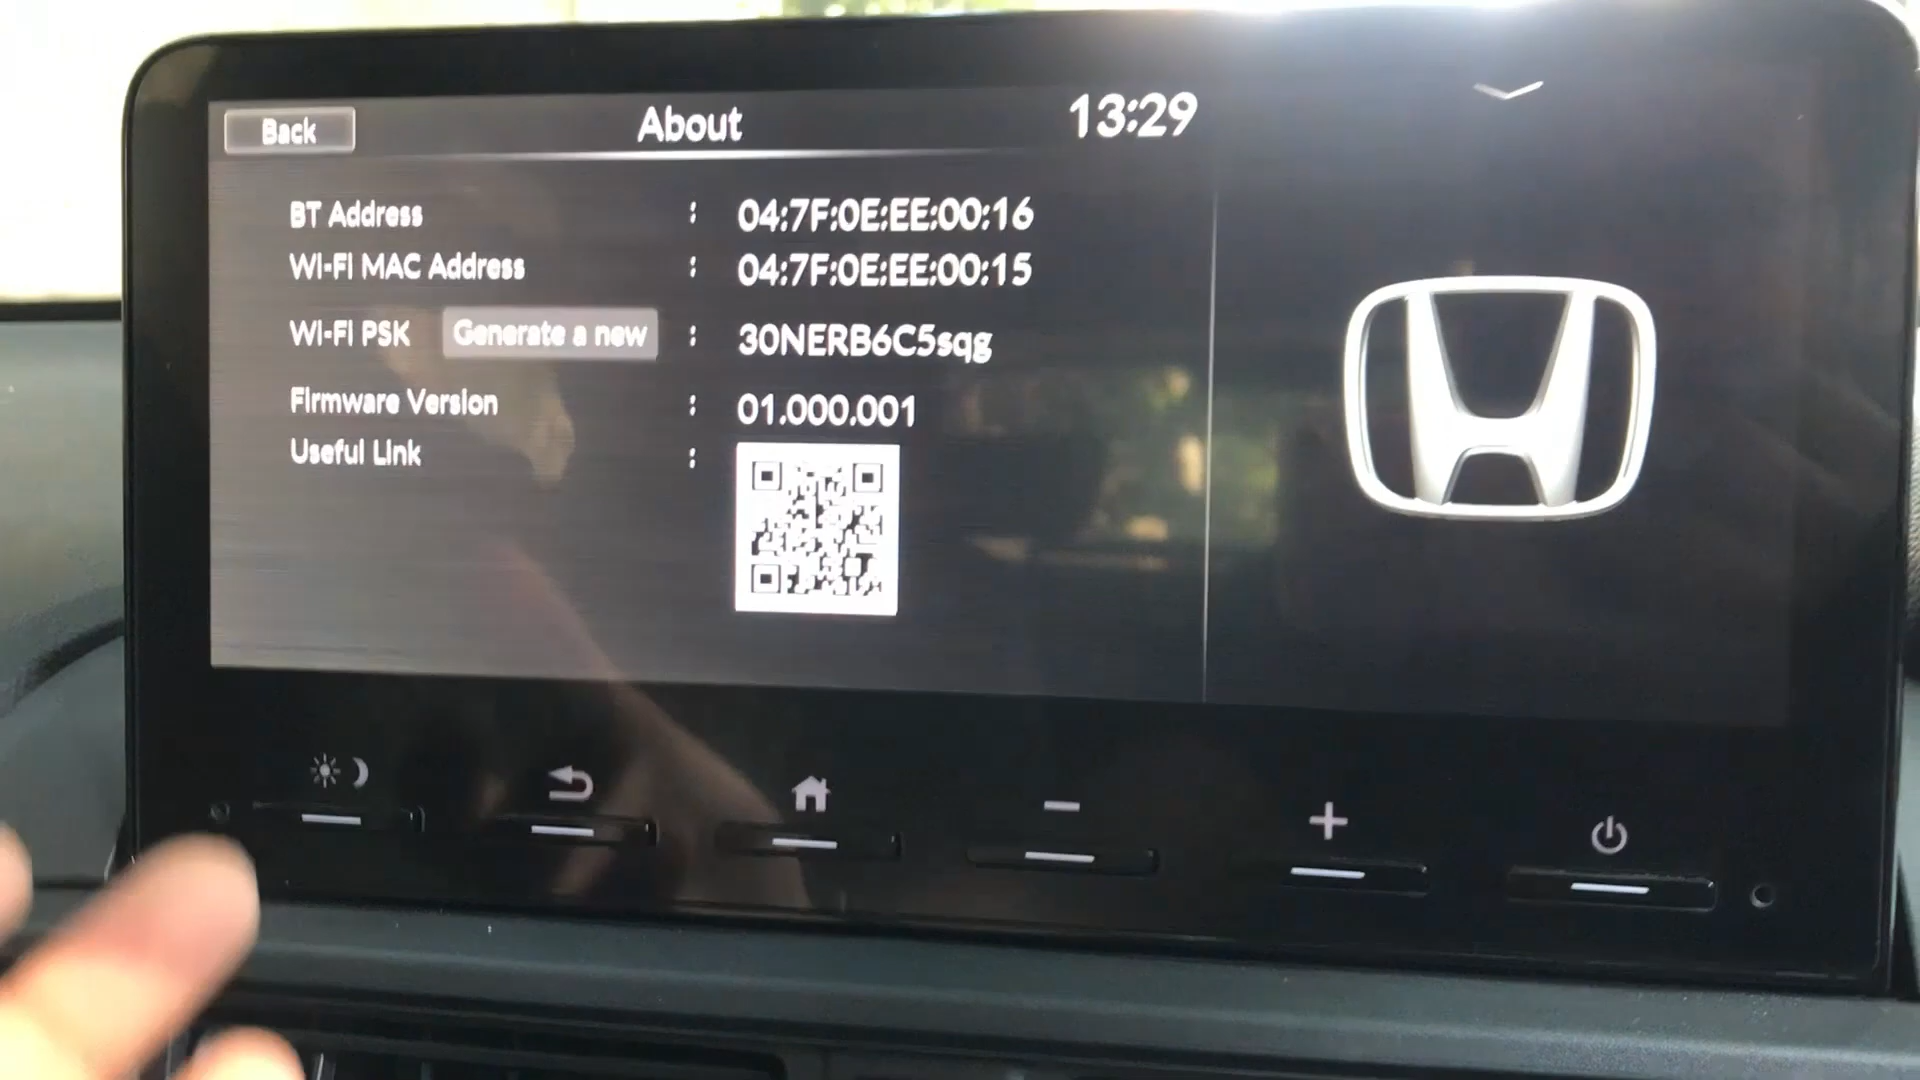 Back About 13:29
BT Address : 04:7F:0E:EE:00:16
Wi-Fi MAC Address : 04:7F:0E:EE:00:15
Wi-Fi PSK Generate a new : 30NERB6C5sqg
Firmware Version : 01.000.001
Useful Link :